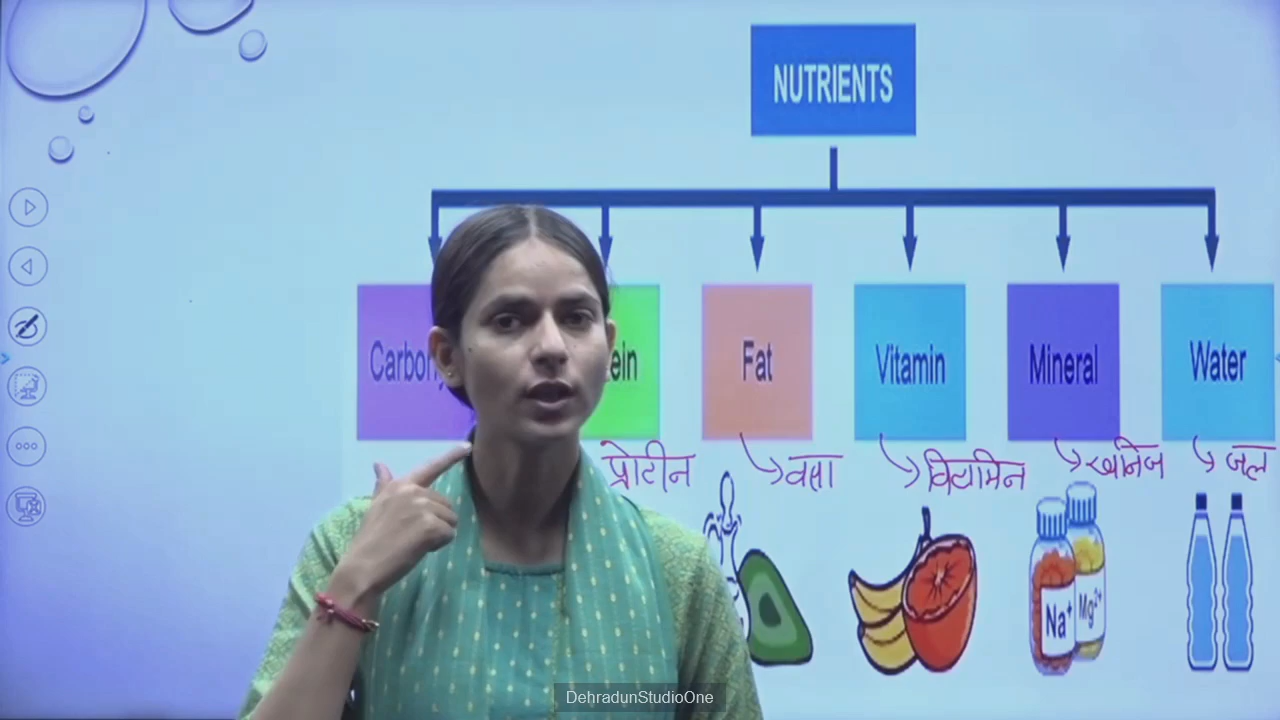 NUTRIENTS
Fat
Vitamin
Mineral
Water
प्रोटीन
वसा
विटामिन
खनिज
जल
Na⁺
Mg²⁺
DehradunStudioOne